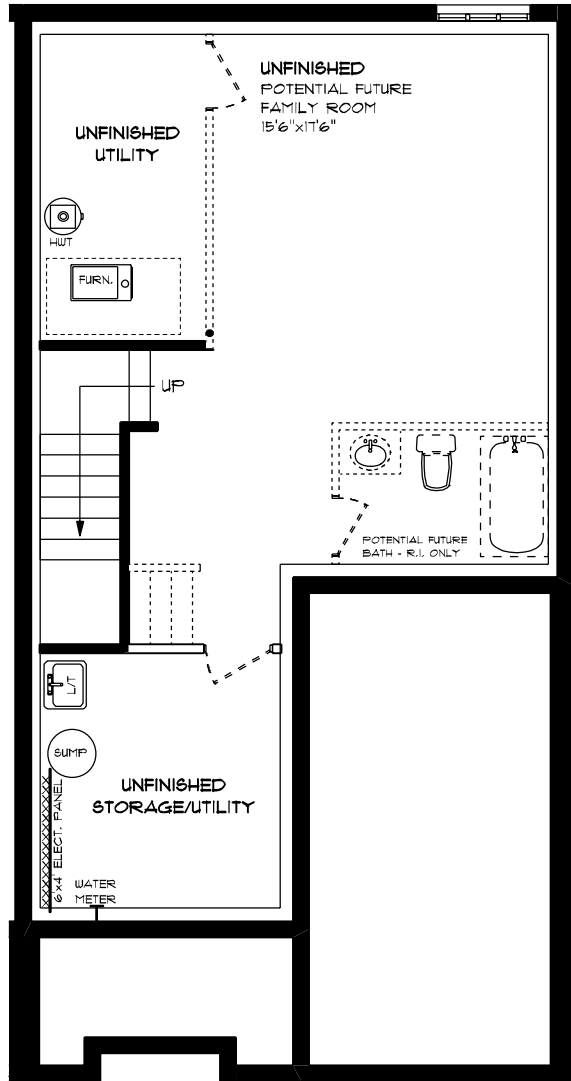 UNFINISHED
POTENTIAL FUTURE
FAMILY ROOM
15'6"x17'6"
UNFINISHED
UTILITY
HWT
FURN.
UP
POTENTIAL FUTURE
BATH - R.I. ONLY
L/T
SUMP
UNFINISHED
STORAGE/UTILITY
6'x4' ELECT. PANEL
WATER
METER